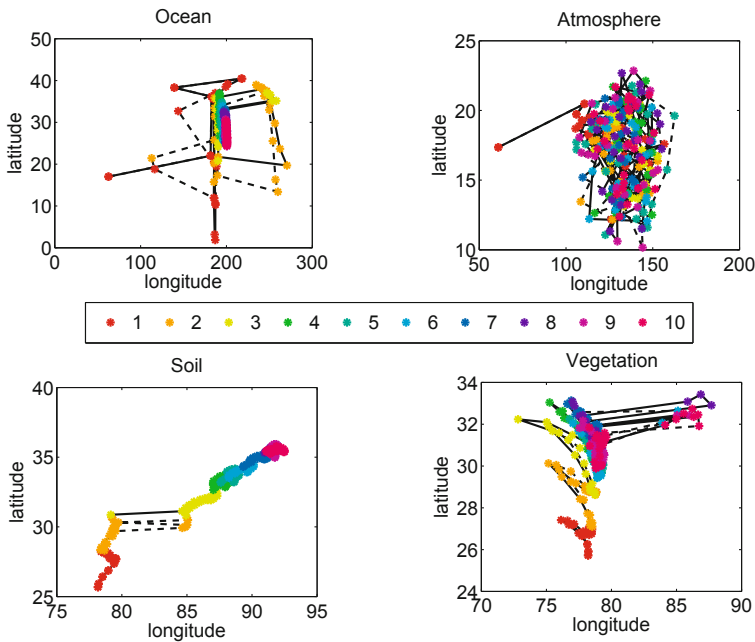 Ocean
50
40
30
20
10
0
latitude
0 100 200 300
longitude
Atmosphere
25
20
15
10
latitude
50 100 150 200
longitude
1 2 3 4 5 6 7 8 9 10
Soil
40
35
30
25
latitude
75 80 85 90 95
longitude
Vegetation
34
32
30
28
26
24
latitude
70 75 80 85 90
longitude